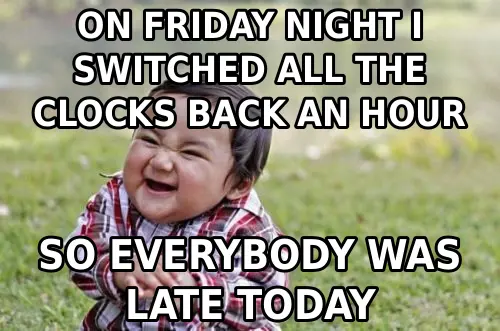 ON FRIDAY NIGHT I
SWITCHED ALL THE
CLOCKS BACK AN HOUR
SO EVERYBODY WAS
LATE TODAY